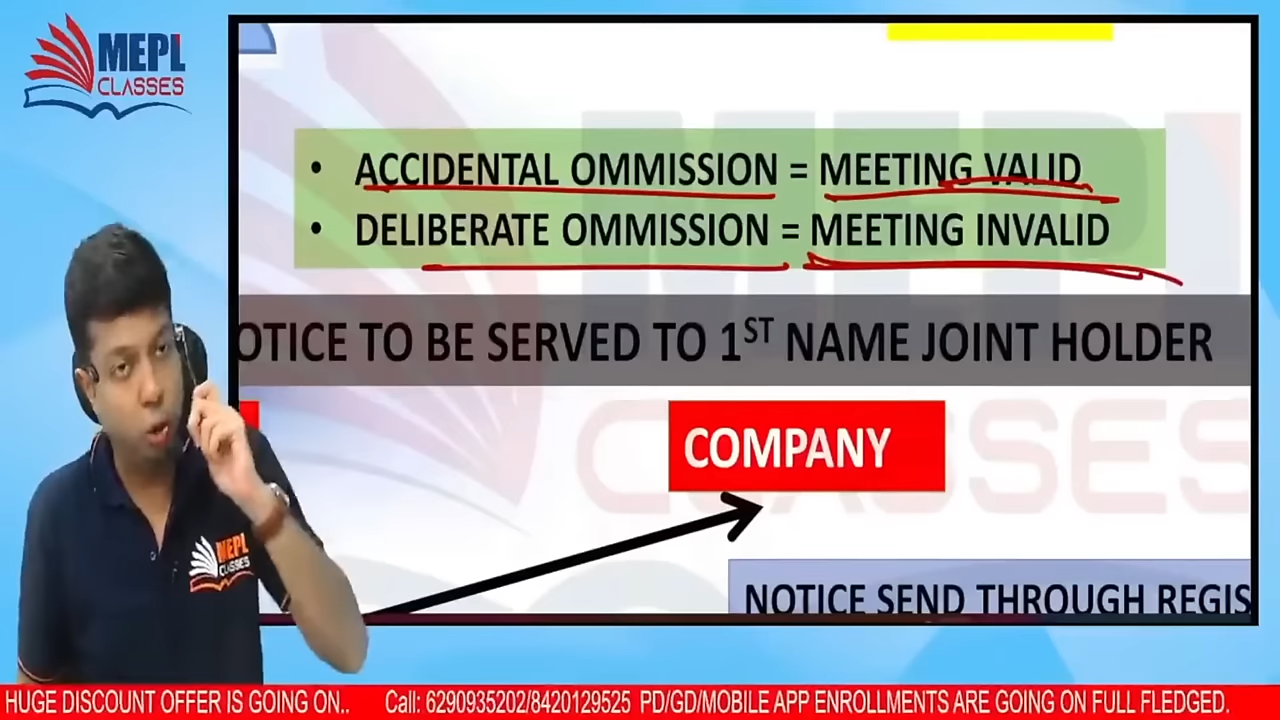 MEPL
CLASSES
• ACCIDENTAL OMMISSION = MEETING VALID
• DELIBERATE OMMISSION = MEETING INVALID
OTICE TO BE SERVED TO 1ST NAME JOINT HOLDER
COMPANY
NOTICE SEND THROUGH REGIS
MEPL
CLASSES
HUGE DISCOUNT OFFER IS GOING ON.. Call: 6290935202/8420129525 PD/GD/MOBILE APP ENROLLMENTS ARE GOING ON FULL FLEDGED.